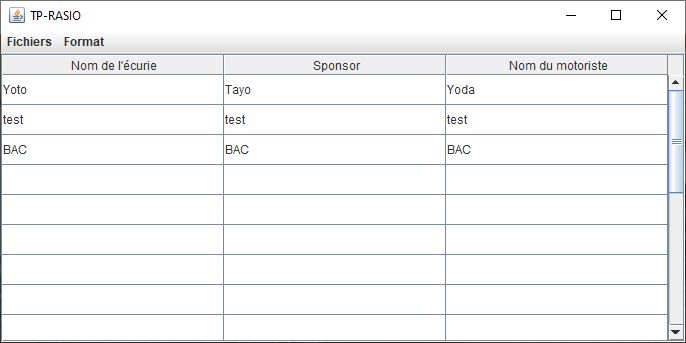 TP-RASIO
Fichiers Format
Nom de l'écurie Sponsor Nom du motoriste
Yoto Tayo Yoda
test test test
BAC BAC BAC